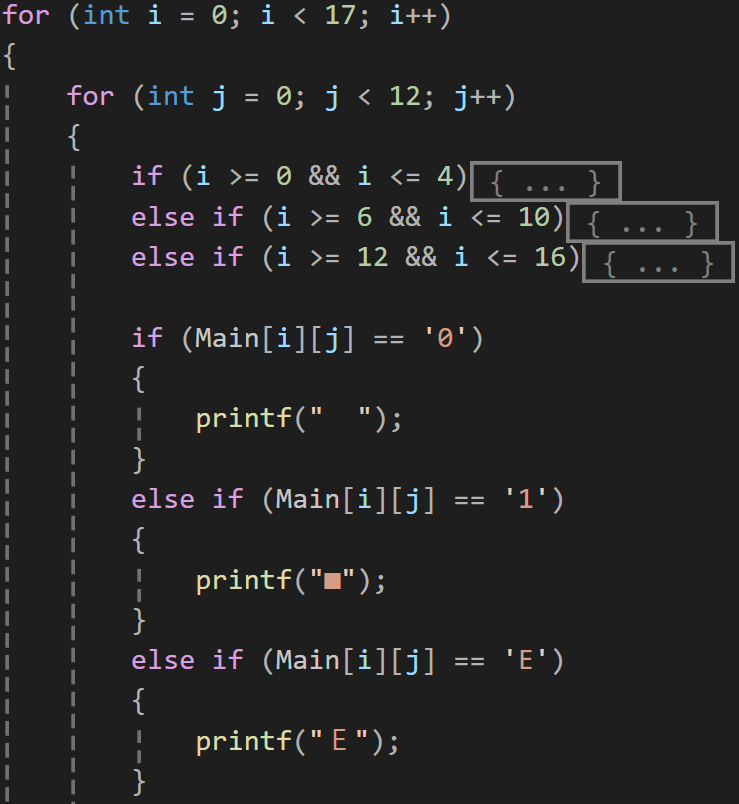 for (int i = 0; i < 17; i++)
{
for (int j = 0; j < 12; j++)
{
if (i >= 0 && i <= 4){ ... }
else if (i >= 6 && i <= 10){ ... }
else if (i >= 12 && i <= 16){ ... }
if (Main[i][j] == '0')
{
printf("  ");
}
else if (Main[i][j] == '1')
{
printf("■");
}
else if (Main[i][j] == 'E')
{
printf("Ｅ");
}